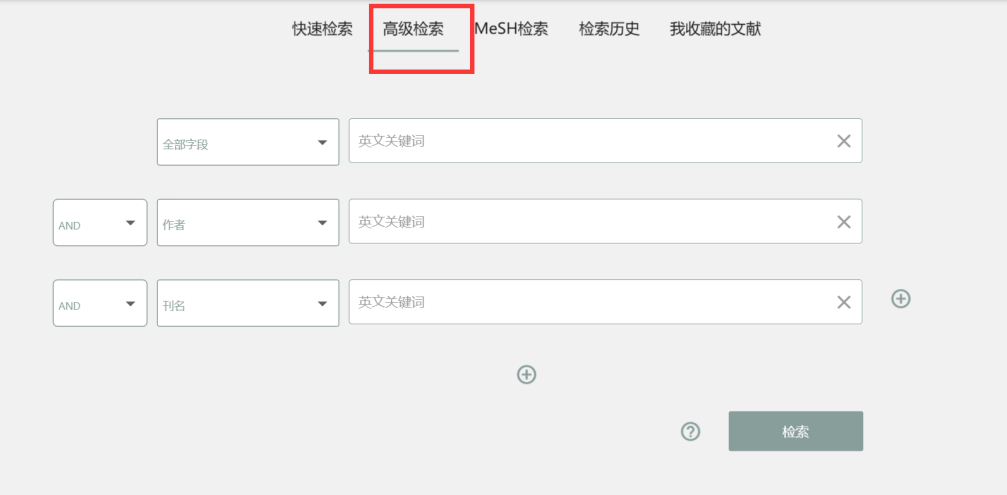 快速检索 高级检索 MeSH检索 检索历史 我收藏的文献
全部字段 英文关键词
AND 作者 英文关键词
AND 刊名 英文关键词
检索